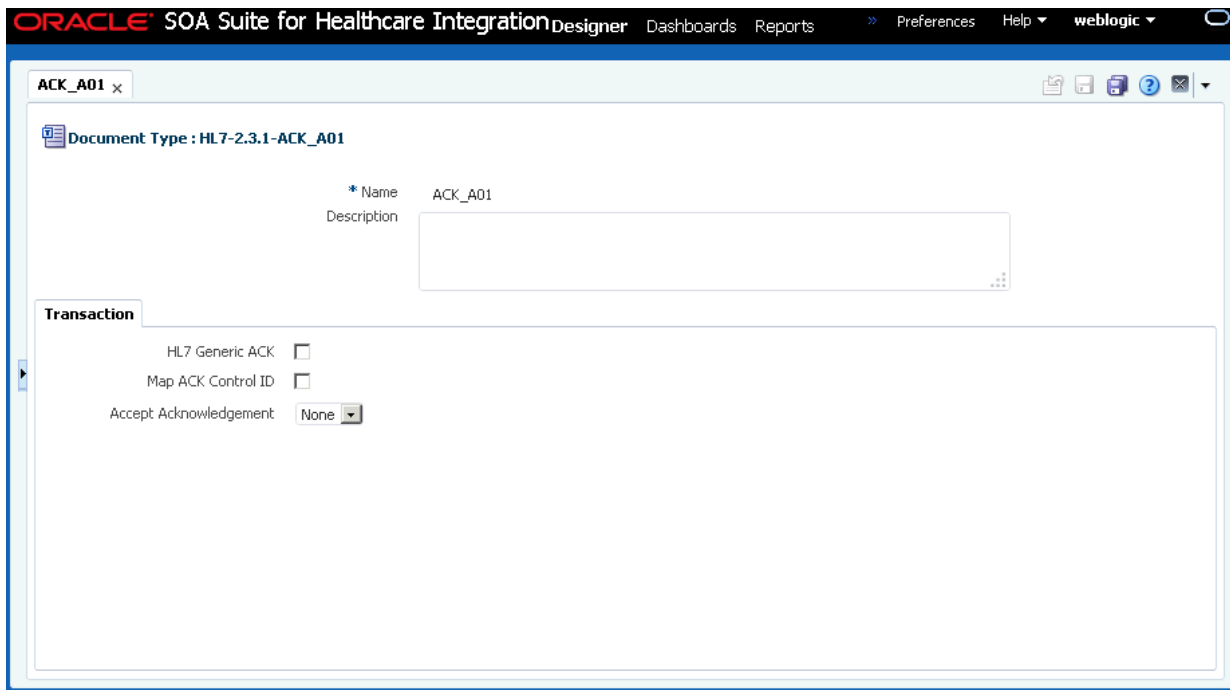 ORACLE SOA Suite for Healthcare Integration Designer Dashboards Reports » Preferences Help weblogic
ACK_A01 x
Document Type : HL7-2.3.1-ACK_A01
* Name ACK_A01
Description
Transaction
HL7 Generic ACK
Map ACK Control ID
Accept Acknowledgement None